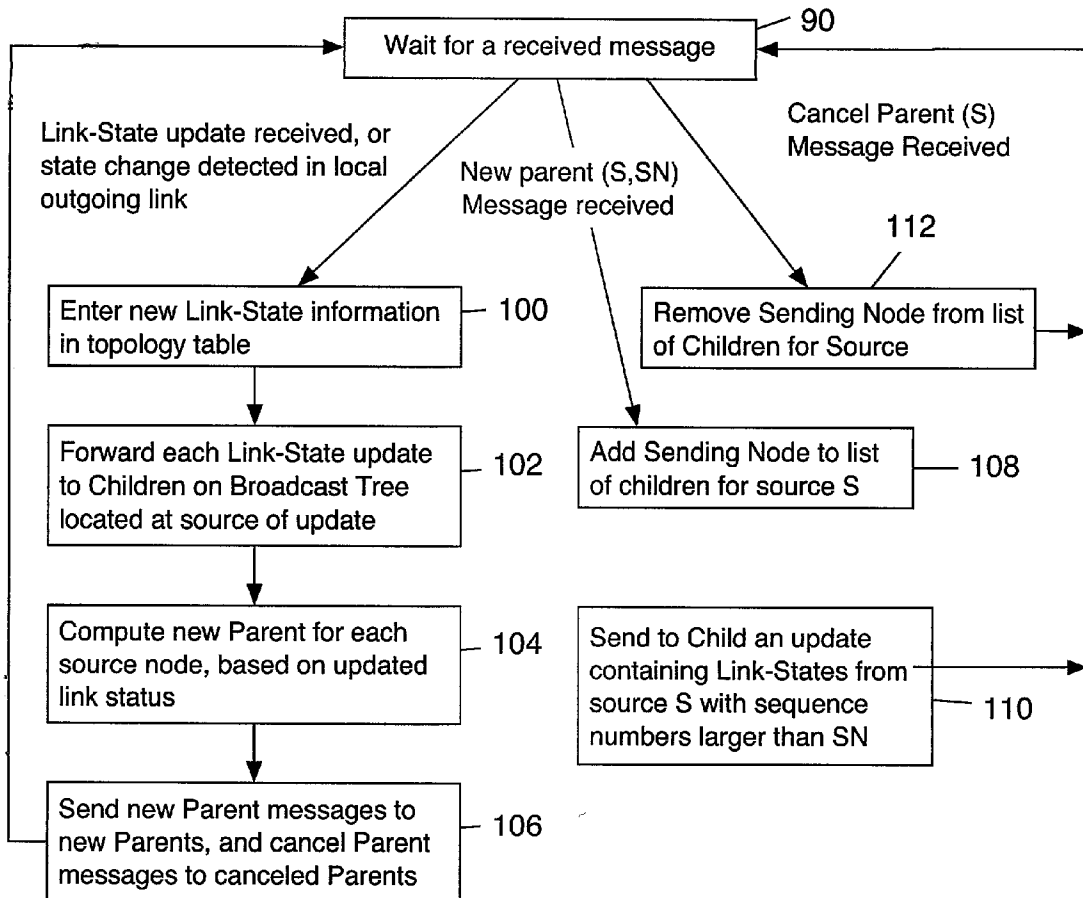 90
Wait for a received message
Link-State update received, or
state change detected in local
outgoing link
New parent (S,SN)
Message received
Cancel Parent (S)
Message Received
112
Enter new Link-State information
in topology table
100
Remove Sending Node from list
of Children for Source
Forward each Link-State update
to Children on Broadcast Tree
located at source of update
102
Add Sending Node to list
of children for source S
108
Compute new Parent for each
source node, based on updated
link status
104
Send to Child an update
containing Link-States from
source S with sequence
numbers larger than SN
110
Send new Parent messages to
new Parents, and cancel Parent
messages to canceled Parents
106